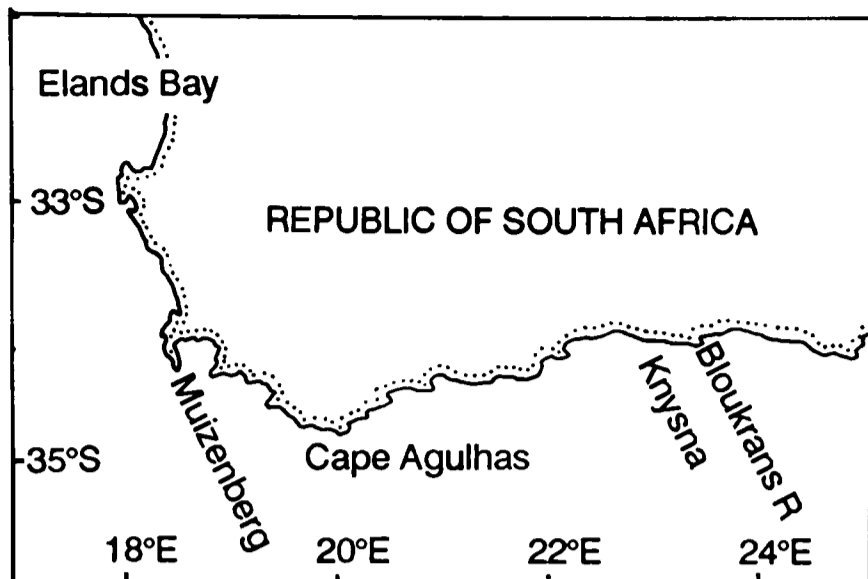 Elands Bay
33°S
REPUBLIC OF SOUTH AFRICA
Muizenberg
Knysna
Bloukrans R
35°S
Cape Agulhas
18°E
20°E
22°E
24°E